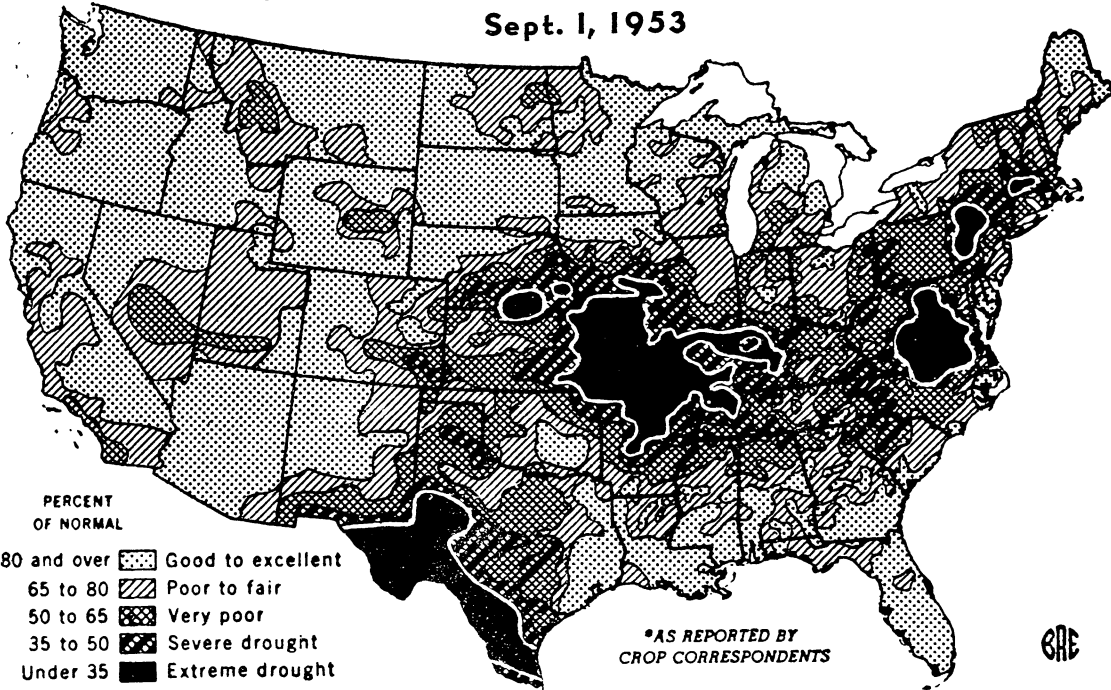 Sept. 1, 1953
PERCENT
OF NORMAL
80 and over Good to excellent
65 to 80 Poor to fair
50 to 65 Very poor
35 to 50 Severe drought
Under 35 Extreme drought
*AS REPORTED BY
CROP CORRESPONDENTS
BAE